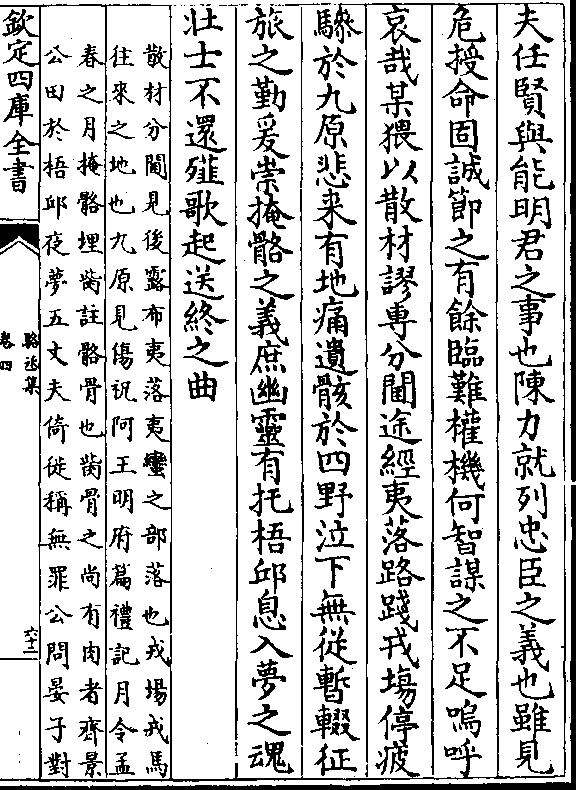 夫任賢與能明君之事也陳力就列忠臣之義也雖見
危授命固誠節之有餘臨難權機何智謀之不足嗚呼
哀哉某猥以散材謬専分閫途經夷落路踐戎塲停疲
驂於九原悲来有地痛遺骸於四野泣下無從暫輟征
旅之勤爰崇掩骼之義庶幽靈有托梧邱息入夢之魂
壯士不還薤歌起送終之曲
散材分閫見後露布夷落夷蠻之部落也戎場戎馬
往來之地也九原見傷祝阿王明府篇禮記月令孟
春之月掩骼埋胔註骼骨也胔骨之尚有肉者齊景
公田於梧邱夜夢五丈夫倚徙稱無罪公問晏子對
欽定四庫全書
駱丞集
卷四
六十二